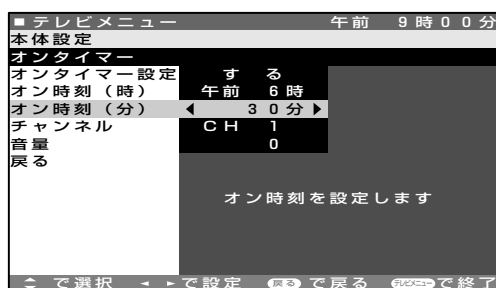 ■テレビメニュー 午前 9時00分
本体設定
オンタイマー
オンタイマー設定 する
オン時刻（時） 午前 6時
オン時刻（分） ◀ 30分 ▶
チャンネル CH 1
音量 0
戻る
オン時刻を設定します
で選択 ◂ ▸ で設定 戻る で戻る テレビメニュー で終了